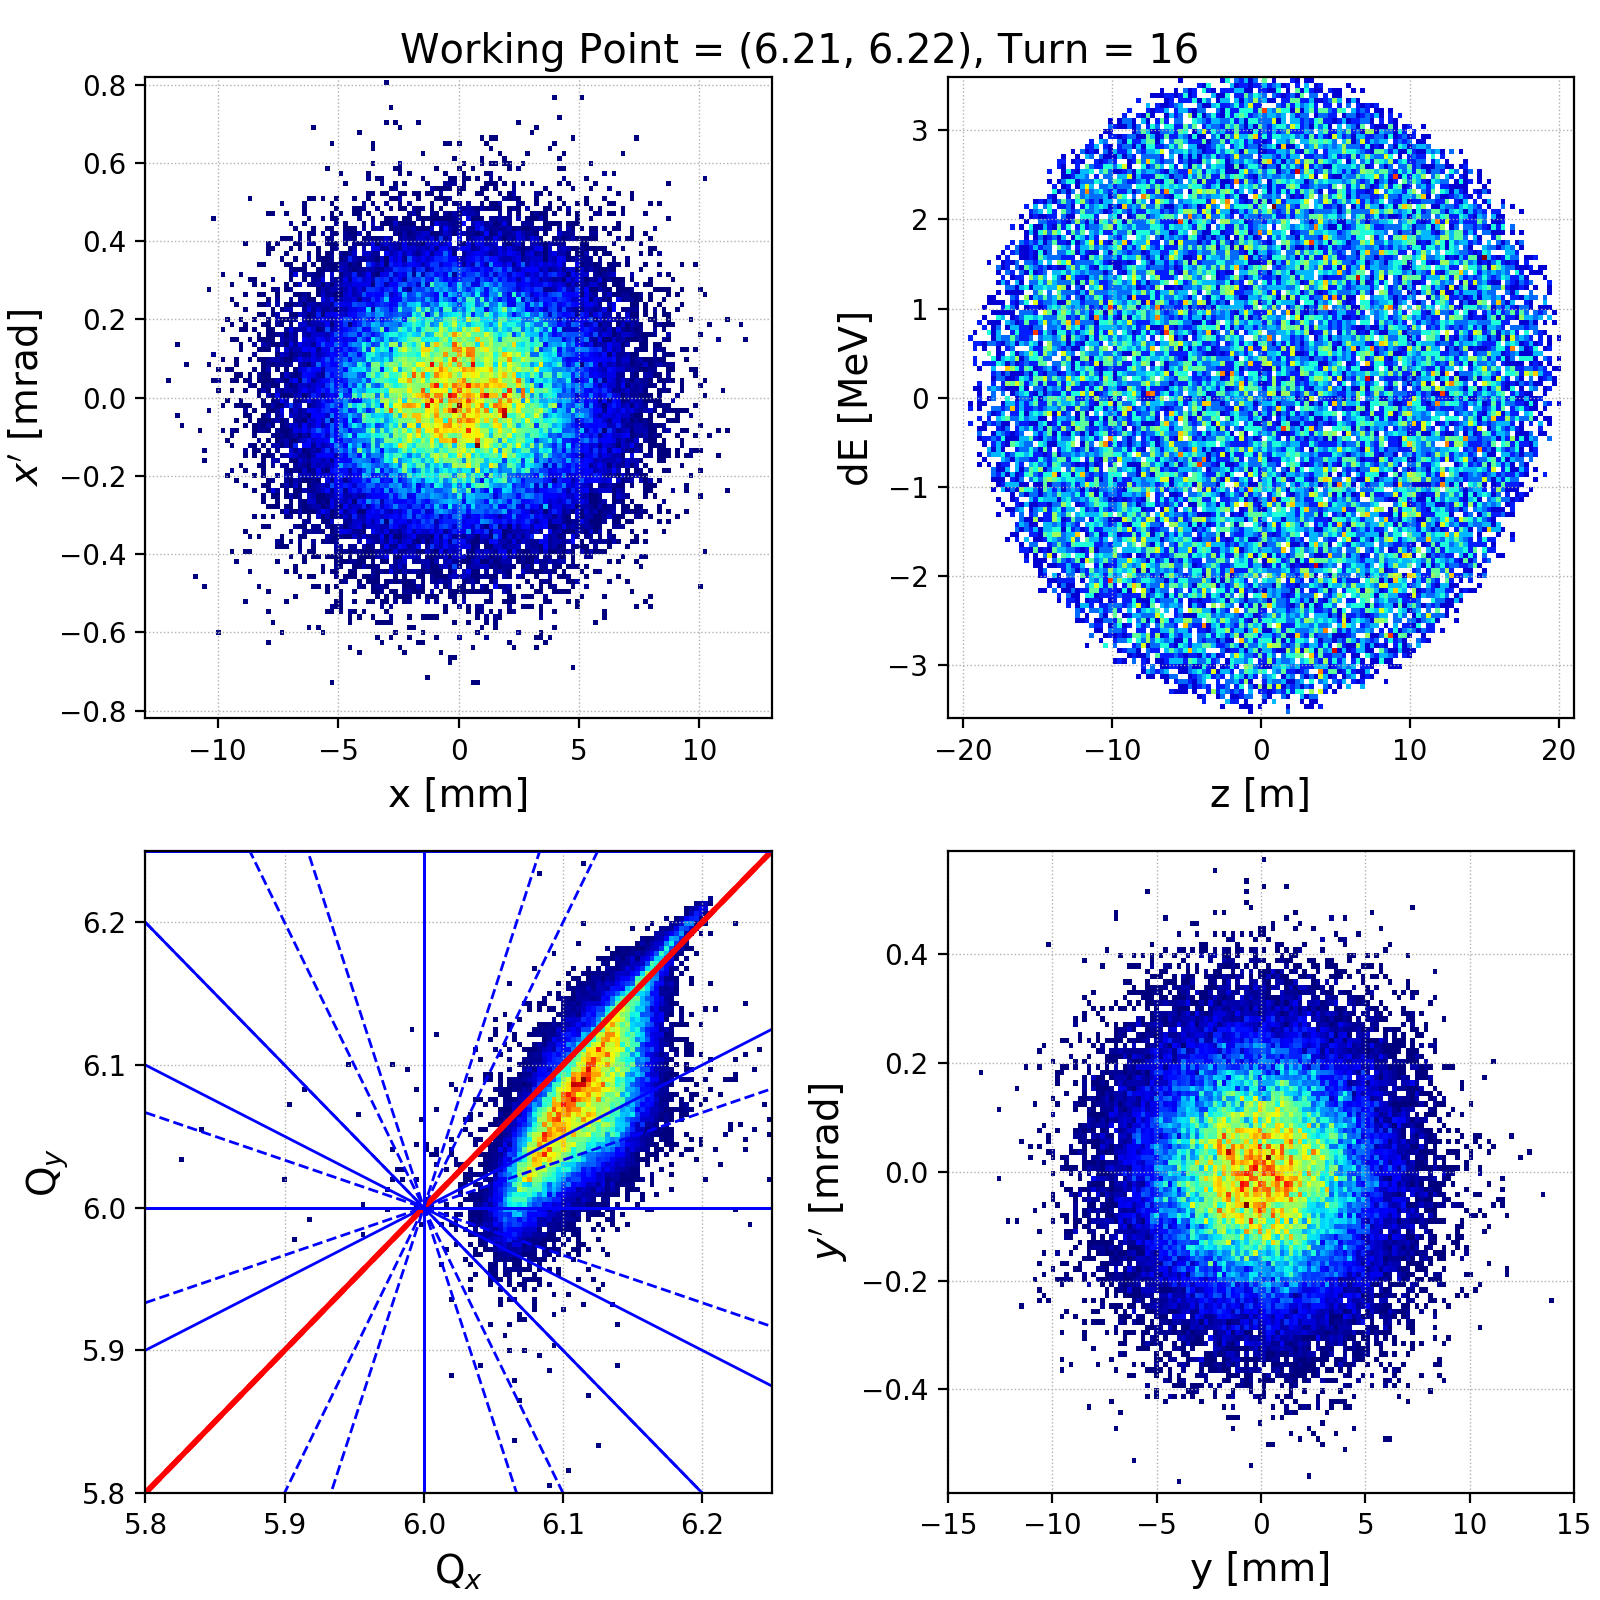 Working Point = (6.21, 6.22), Turn = 16
0.8
0.6
0.4
0.2
0.0
−0.2
−0.4
−0.6
−0.8
x′ [mrad]
−10 −5 0 5 10
x [mm]
3
2
1
0
−1
−2
−3
dE [MeV]
−20 −10 0 10 20
z [m]
6.2
6.1
6.0
5.9
5.8
Qy
5.8 5.9 6.0 6.1 6.2
Qx
0.4
0.2
0.0
−0.2
−0.4
y′ [mrad]
−15 −10 −5 0 5 10 15
y [mm]